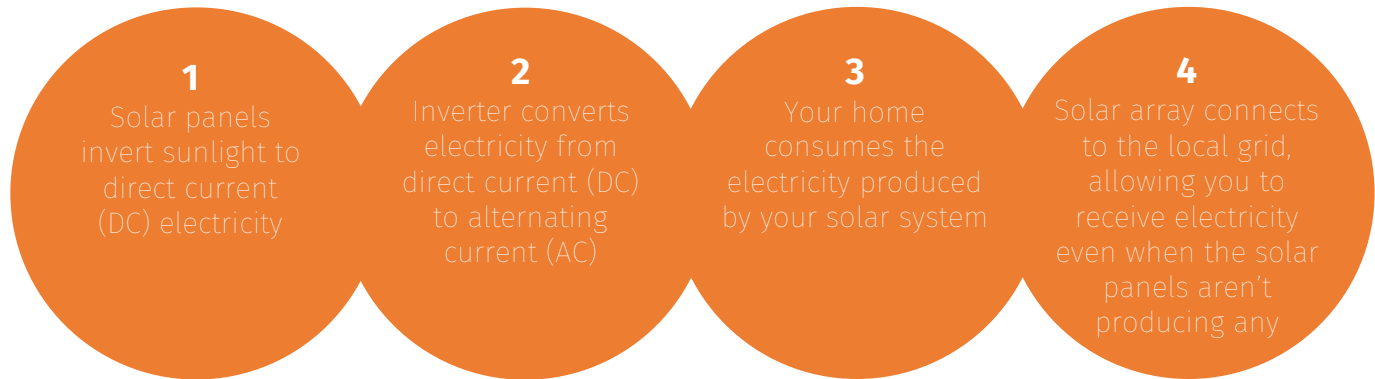 1
Solar panels
invert sunlight to
direct current
(DC) electricity
2
Inverter converts
electricity from
direct current (DC)
to alternating
current (AC)
3
Your home
consumes the
electricity produced
by your solar system
4
Solar array connects
to the local grid,
allowing you to
receive electricity
even when the solar
panels aren’t
producing any